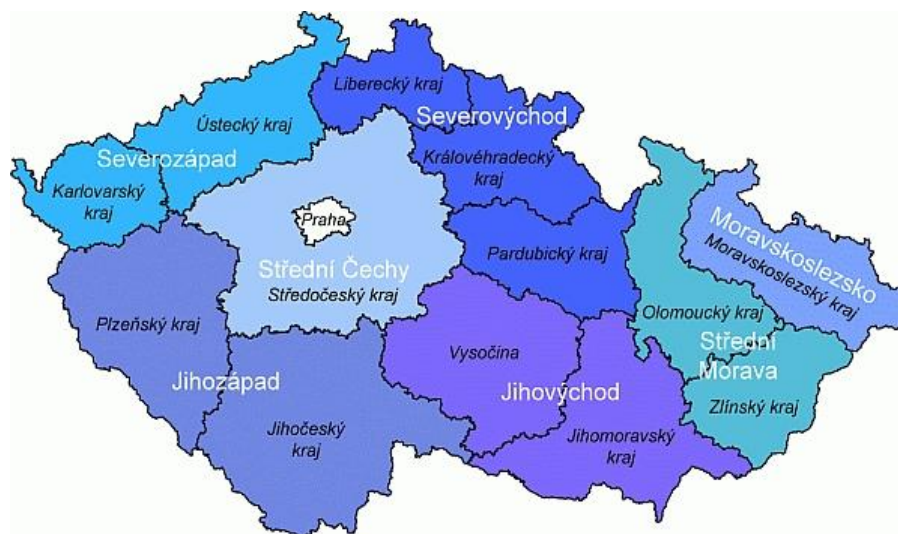 Liberecký kraj
Severovýchod
Ústecký kraj
Severozápad
Královéhradecký
kraj
Karlovarský
kraj
Praha
Moravskoslezsko
Moravskoslezský kraj
Pardubický kraj
Střední Čechy
Středočeský kraj
Olomoucký kraj
Plzeňský kraj
Střední
Morava
Vysočina
Jihozápad
Jihovýchod
Zlínský kraj
Jihočeský
kraj
Jihomoravský
kraj